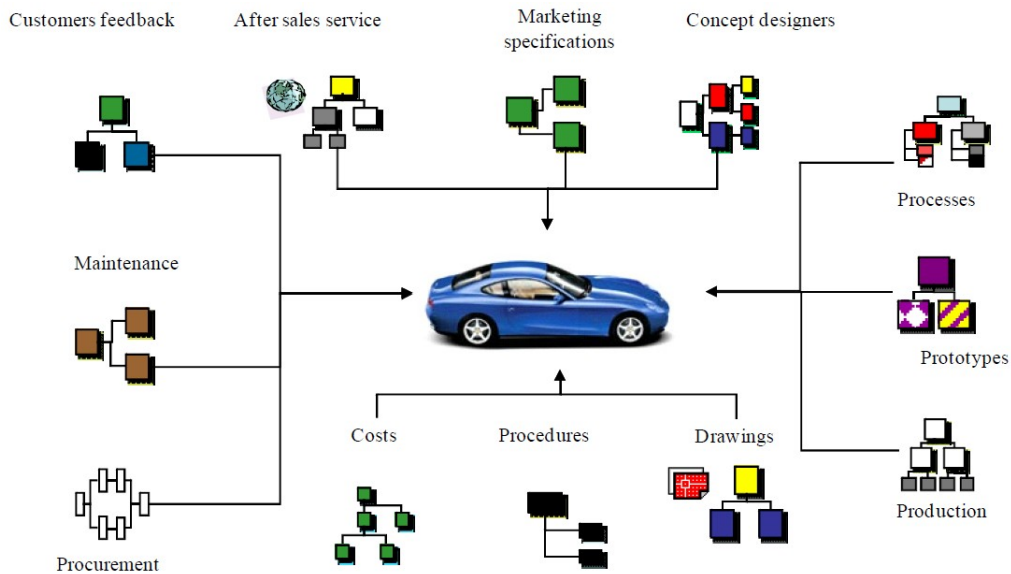 Customers feedback
After sales service
Marketing
specifications
Concept designers
Processes
Maintenance
Prototypes
Costs
Procedures
Drawings
Production
Procurement